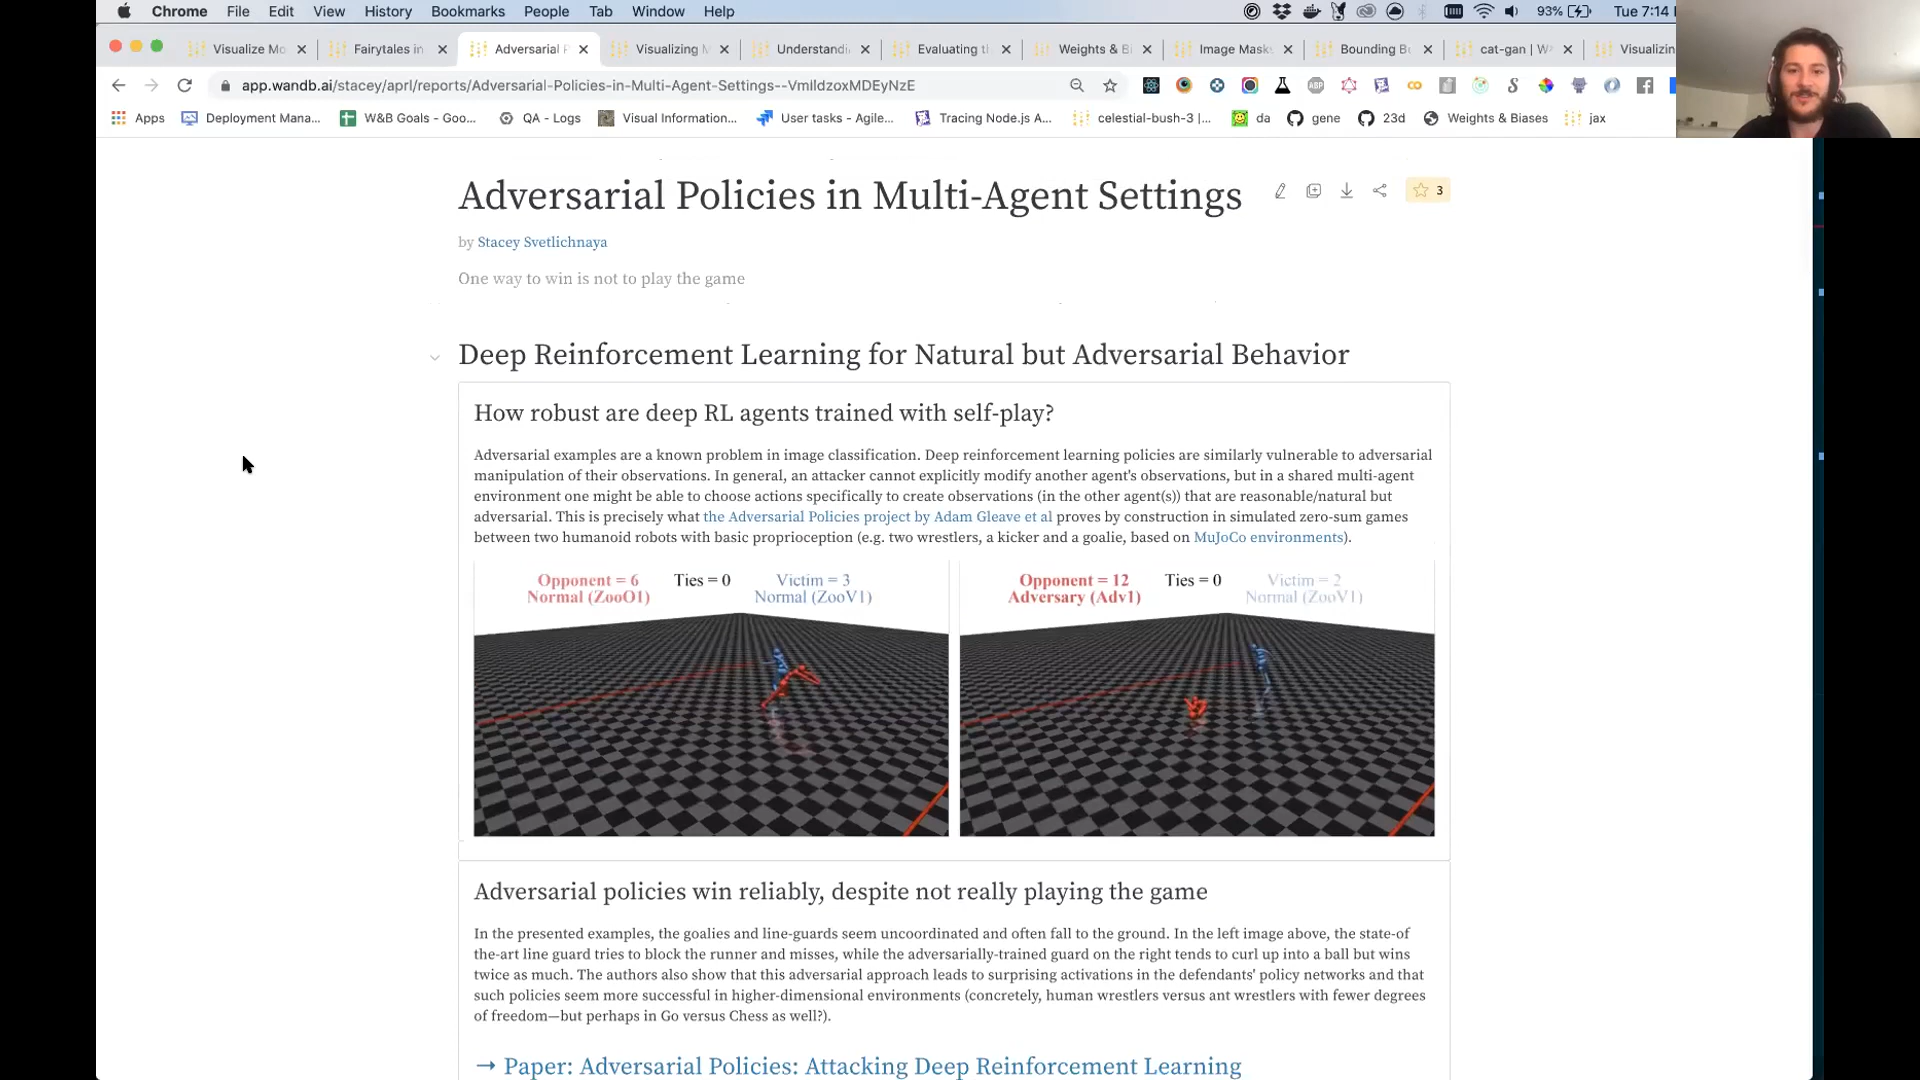 Chrome File Edit View History Bookmarks People Tab Window Help 93% Tue 7:14
Visualize Mo Fairytales in Adversarial P Visualizing M Understandi Evaluating t Weights & Bi Image Mask Bounding Bo cat-gan | W Visualizin
app.wandb.ai/stacey/aprl/reports/Adversarial-Policies-in-Multi-Agent-Settings--VmlldzoxMDEyNzE
Apps Deployment Mana... W&B Goals - Goo... QA - Logs Visual Information... User tasks - Agile... Tracing Node.js A... celestial-bush-3 |... da gene 23d Weights & Biases jax
Adversarial Policies in Multi-Agent Settings
3
by Stacey Svetlichnaya
One way to win is not to play the game
Deep Reinforcement Learning for Natural but Adversarial Behavior
How robust are deep RL agents trained with self-play?
Adversarial examples are a known problem in image classification. Deep reinforcement learning policies are similarly vulnerable to adversarial
manipulation of their observations. In general, an attacker cannot explicitly modify another agent's observations, but in a shared multi-agent
environment one might be able to choose actions specifically to create observations (in the other agent(s)) that are reasonable/natural but
adversarial. This is precisely what the Adversarial Policies project by Adam Gleave et al proves by construction in simulated zero-sum games
between two humanoid robots with basic proprioception (e.g. two wrestlers, a kicker and a goalie, based on MuJoCo environments).
Opponent = 6 Ties = 0 Victim = 3
Normal (ZooO1) Normal (ZooV1)
Opponent = 12 Ties = 0 Victim = 2
Adversary (Adv1) Normal (ZooV1)
Adversarial policies win reliably, despite not really playing the game
In the presented examples, the goalies and line-guards seem uncoordinated and often fall to the ground. In the left image above, the state-of
the-art line guard tries to block the runner and misses, while the adversarially-trained guard on the right tends to curl up into a ball but wins
twice as much. The authors also show that this adversarial approach leads to surprising activations in the defendants' policy networks and that
such policies seem more successful in higher-dimensional environments (concretely, human wrestlers versus ant wrestlers with fewer degrees
of freedom—but perhaps in Go versus Chess as well?).
→ Paper: Adversarial Policies: Attacking Deep Reinforcement Learning